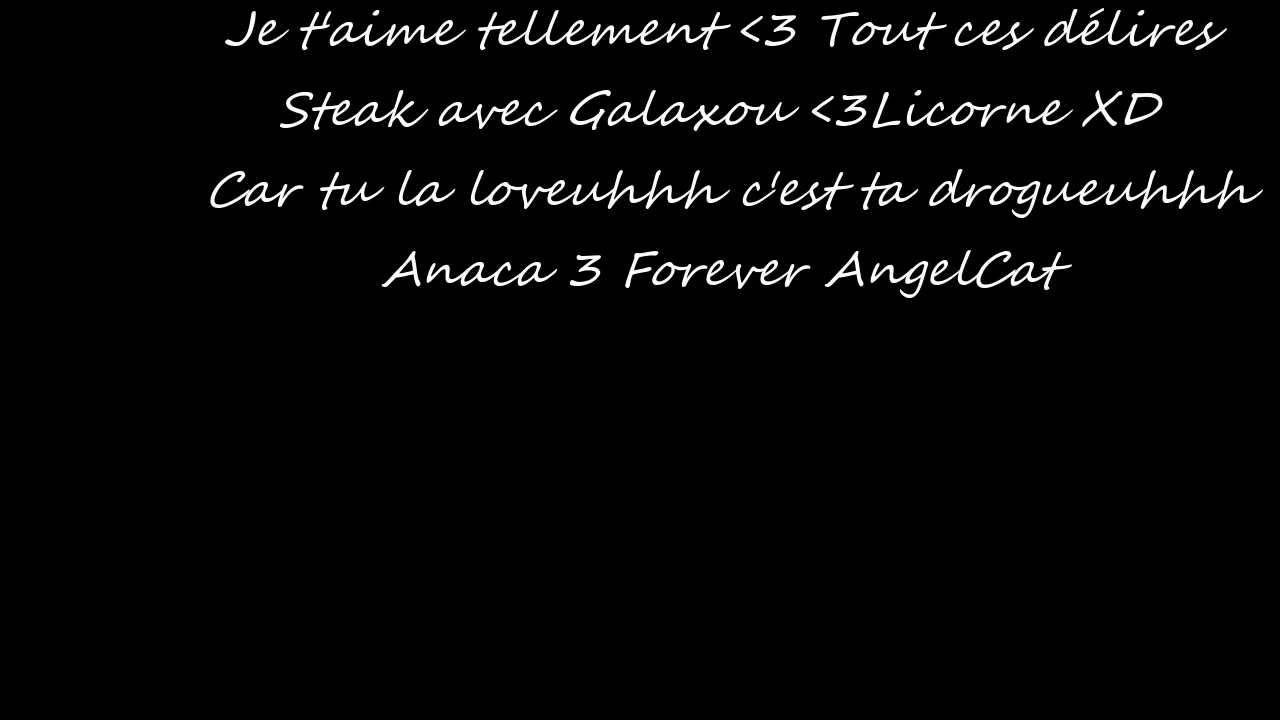 Je t'aime tellement <3 Tout ces délires
Steak avec Galaxou <3Licorne XD
Car tu la loveuhhh c'est ta drogueuhhh
Anaca 3 Forever AngelCat